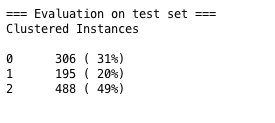 === Evaluation on test set ===
Clustered Instances
0      306 ( 31%)
1      195 ( 20%)
2      488 ( 49%)